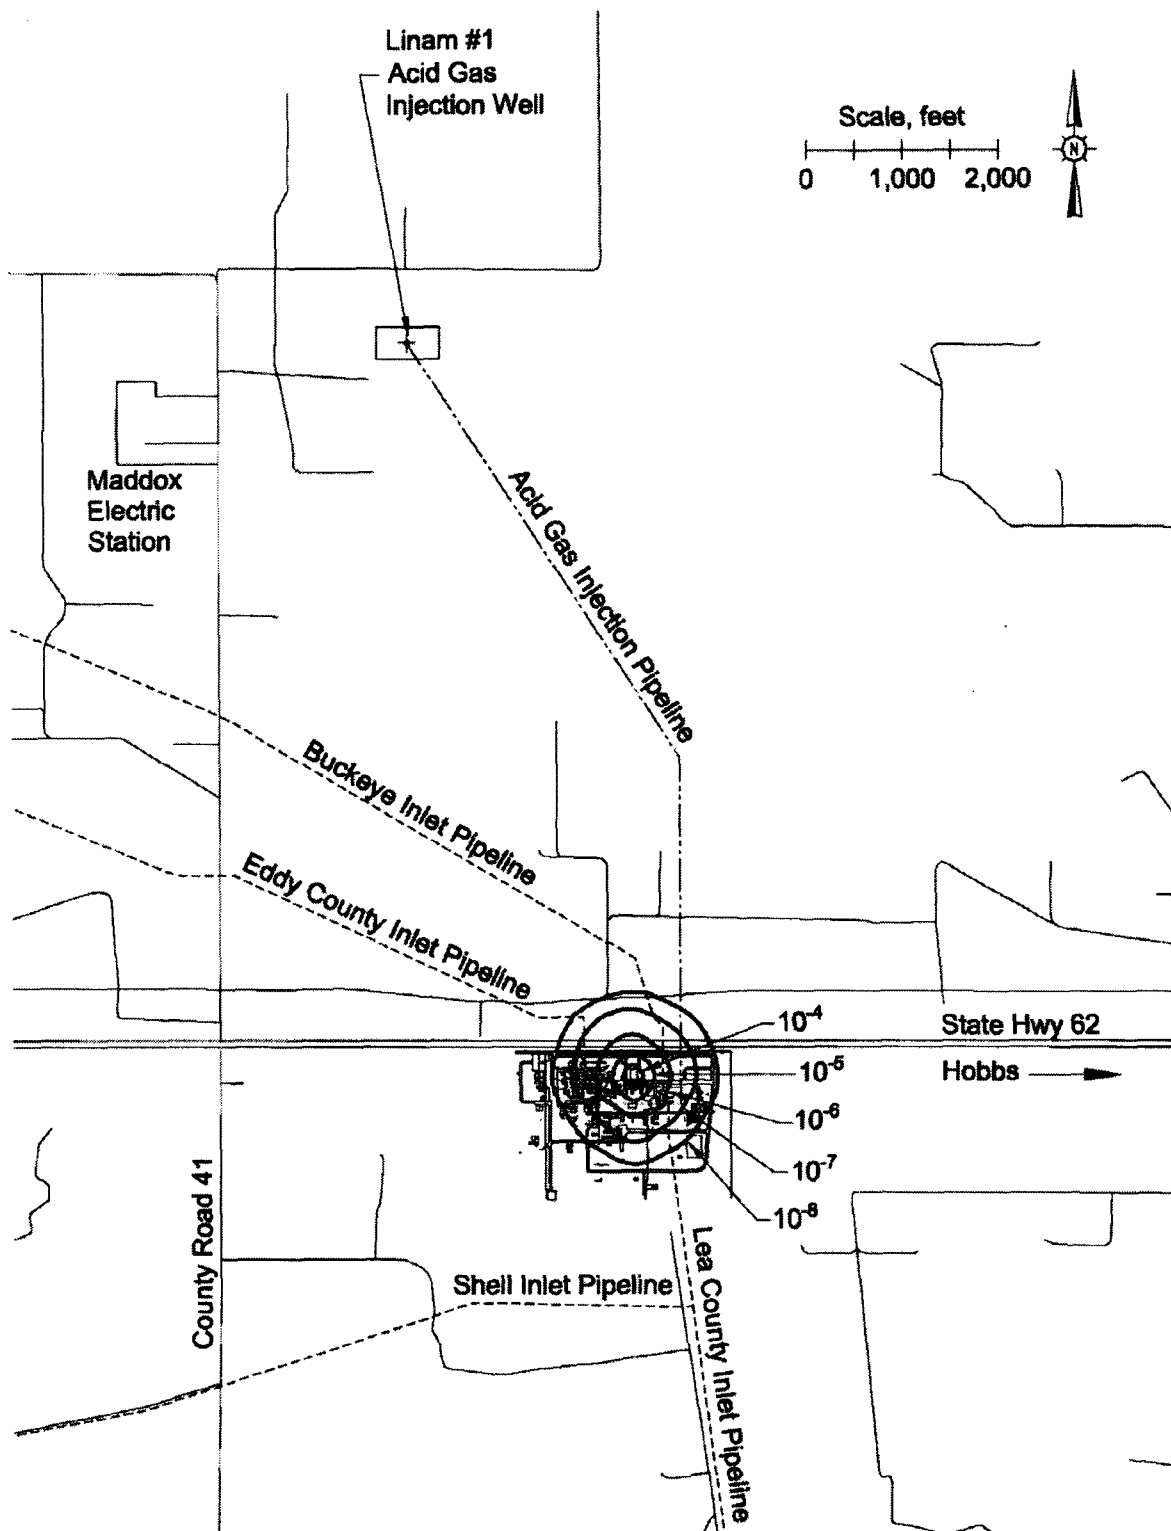 Linam #1
Acid Gas
Injection Well
Scale, feet
0 1,000 2,000
N
Maddox
Electric
Station
Acid Gas Injection Pipeline
Buckeye Inlet Pipeline
Eddy County Inlet Pipeline
10⁻⁴
State Hwy 62
10⁻⁵
Hobbs
10⁻⁶
10⁻⁷
10⁻⁸
County Road 41
Shell Inlet Pipeline
Lea County Inlet Pipeline